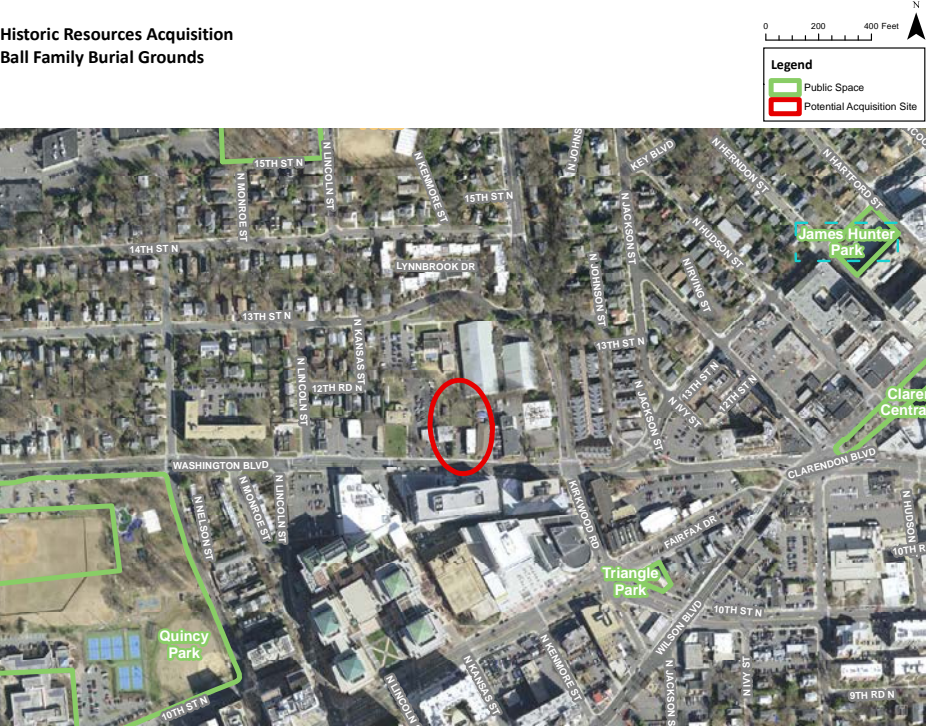 Historic Resources Acquisition
Ball Family Burial Grounds
N
0 200 400 Feet
Legend
Public Space
Potential Acquisition Site
15TH ST N
N LINCOLN ST
N MONROE ST
N KENMORE ST
15TH ST N
N JOHNS
KEY BLVD
N HERNDON ST
N HARTFORD ST
14TH ST N
LYNNBROOK DR
N JACKSON ST
N HUDSON ST
James Hunter
Park
N JOHNSON ST
N IRVING ST
13TH ST N
N KANSAS ST
13TH ST N
N LINCOLN ST
12TH RD N
13TH ST N
12TH ST N
N IVY ST
N JACKSON ST
Claren
Central
WASHINGTON BLVD
CLARENDON BLVD
N NELSON ST
N MONROE ST
N LINCOLN ST
KIRKWOOD RD
FAIRFAX DR
N HUDSON
10TH R
Triangle
Park
10TH ST N
WILSON BLVD
Quincy
Park
N LINCOLN
N KANSAS ST
N KENMORE ST
N JACKSON S
N IVY ST
9TH RD N
10TH ST N